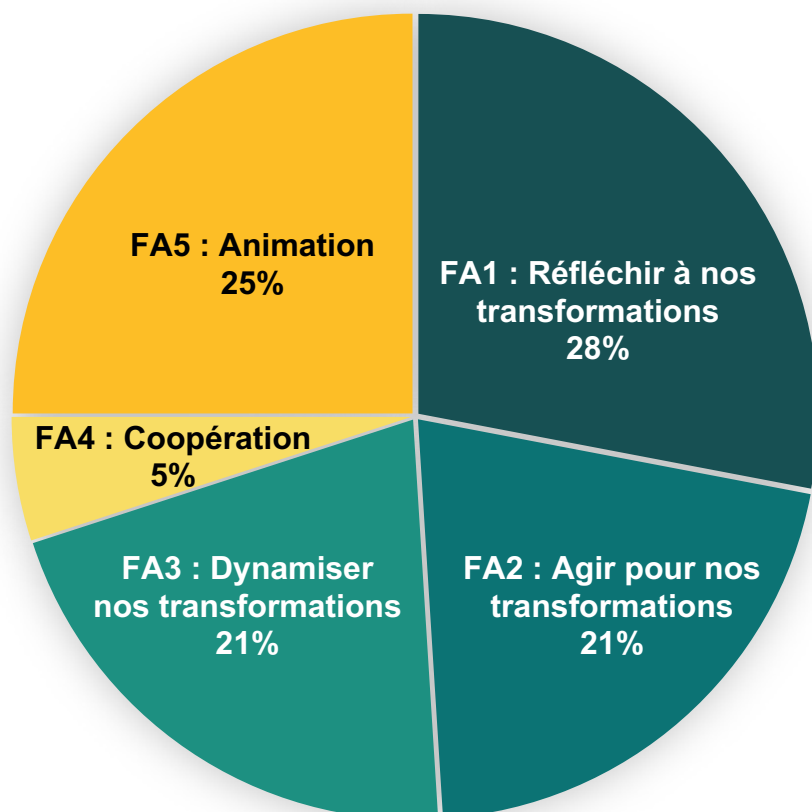 FA5 : Animation
25%
FA1 : Réfléchir à nos
transformations
28%
FA4 : Coopération
5%
FA3 : Dynamiser
nos transformations
21%
FA2 : Agir pour nos
transformations
21%